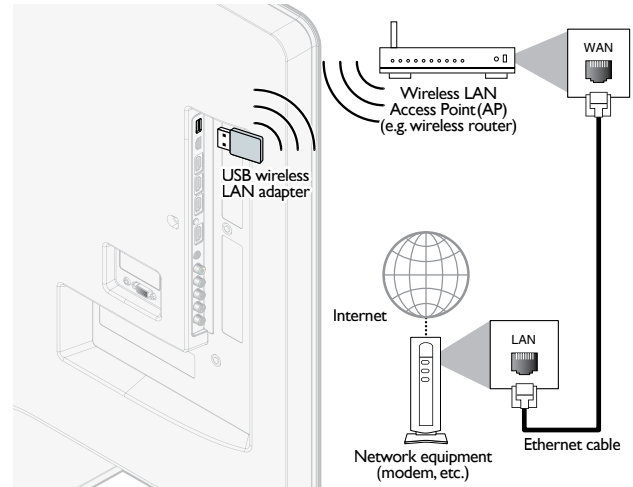 WAN
Wireless LAN
Access Point (AP)
(e.g. wireless router)
USB wireless
LAN adapter
Internet
LAN
Ethernet cable
Network equipment
(modem, etc.)